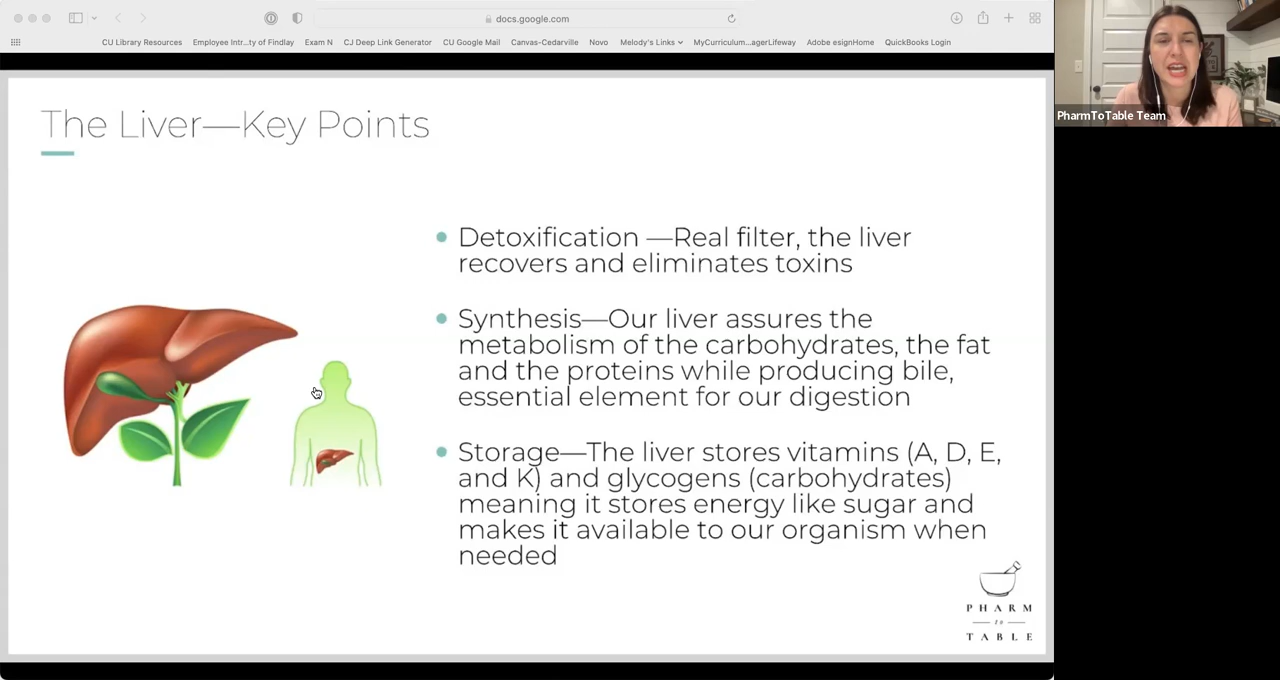 docs.google.com
CU Library Resources Employee Intr...ty of Findlay Exam N CJ Deep Link Generator CU Google Mail Canvas-Cedarville Novo Melody's Links MyCurriculum...agerLifeway Adobe esignHome QuickBooks Login
PharmToTable Team
The Liver—Key Points
Detoxification —Real filter, the liver
recovers and eliminates toxins
Synthesis—Our liver assures the
metabolism of the carbohydrates, the fat
and the proteins while producing bile,
essential element for our digestion
Storage—The liver stores vitamins (A, D, E,
and K) and glycogens (carbohydrates)
meaning it stores energy like sugar and
makes it available to our organism when
needed
PHARM
to
TABLE